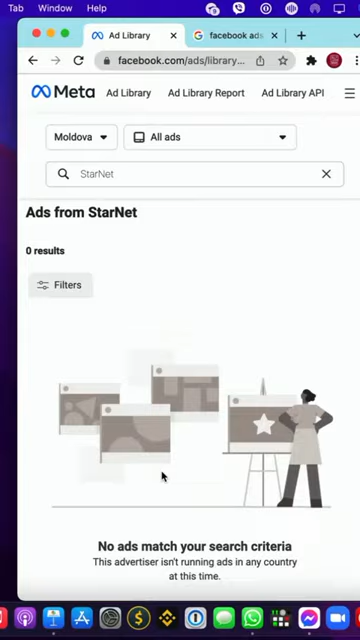 Tab Window Help
Ad Library
facebook ads
facebook.com/ads/library...
Meta Ad Library Ad Library Report Ad Library API
Moldova All ads
StarNet
Ads from StarNet
0 results
Filters
No ads match your search criteria
This advertiser isn't running ads in any country
at this time.